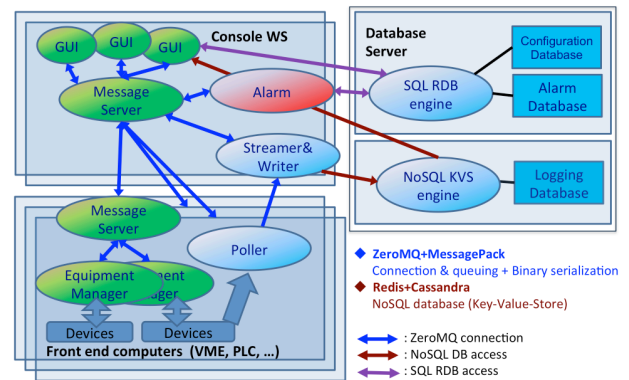 GUI
GUI
GUI
Console WS
Message
Server
Alarm
Streamer&
Writer
Database
Server
SQL RDB
engine
Configuration
Database
Alarm
Database
NoSQL KVS
engine
Logging
Database
Message
Server
Poller
Equipment
Manager
ment
ager
Devices
Devices
Front end computers (VME, PLC, ...)
ZeroMQ+MessagePack
Connection & queuing + Binary serialization
Redis+Cassandra
NoSQL database (Key-Value-Store)
: ZeroMQ connection
: NoSQL DB access
: SQL RDB access